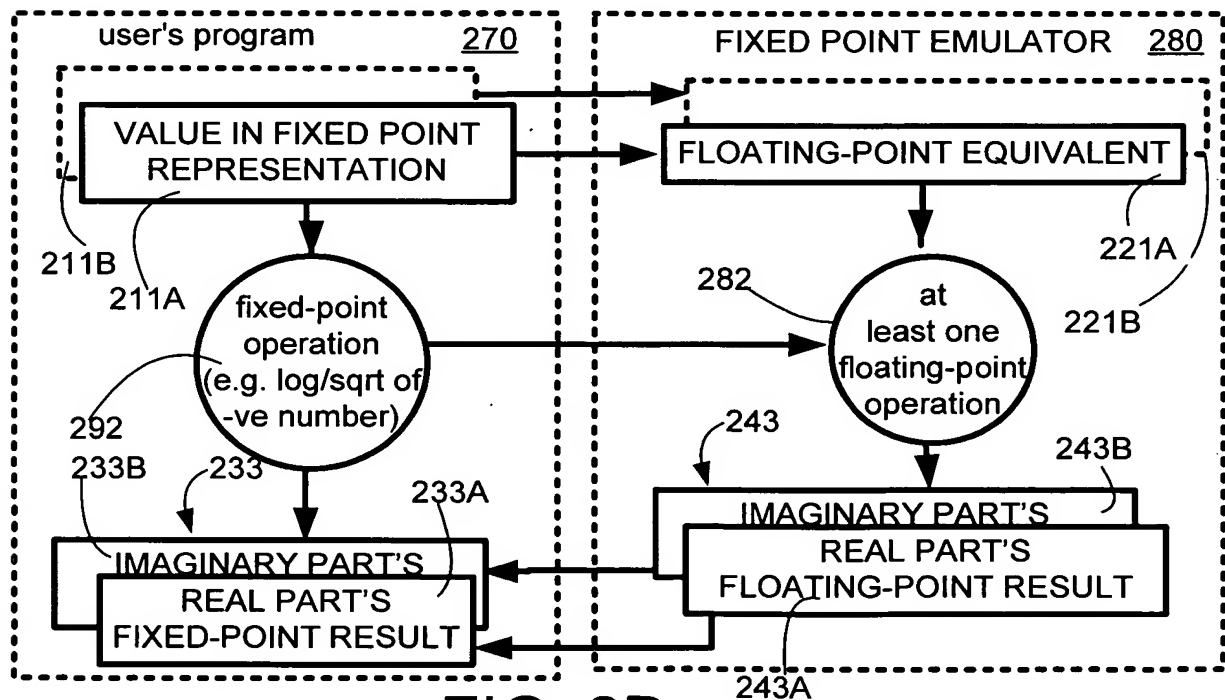 user's program 270
VALUE IN FIXED POINT
REPRESENTATION
211B
211A
fixed-point
operation
(e.g. log/sqrt of
-ve number)
292
233B
233
233A
IMAGINARY PART'S
REAL PART'S
FIXED-POINT RESULT
FIXED POINT EMULATOR 280
FLOATING-POINT EQUIVALENT
221A
221B
282
at
least one
floating-point
operation
243
243B
IMAGINARY PART'S
REAL PART'S
FLOATING-POINT RESULT
243A